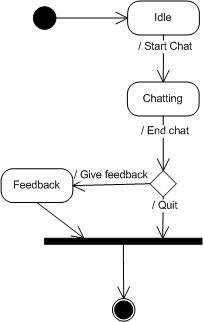 Idle
/ Start Chat
Chatting
/ End chat
/ Give feedback
Feedback
/ Quit